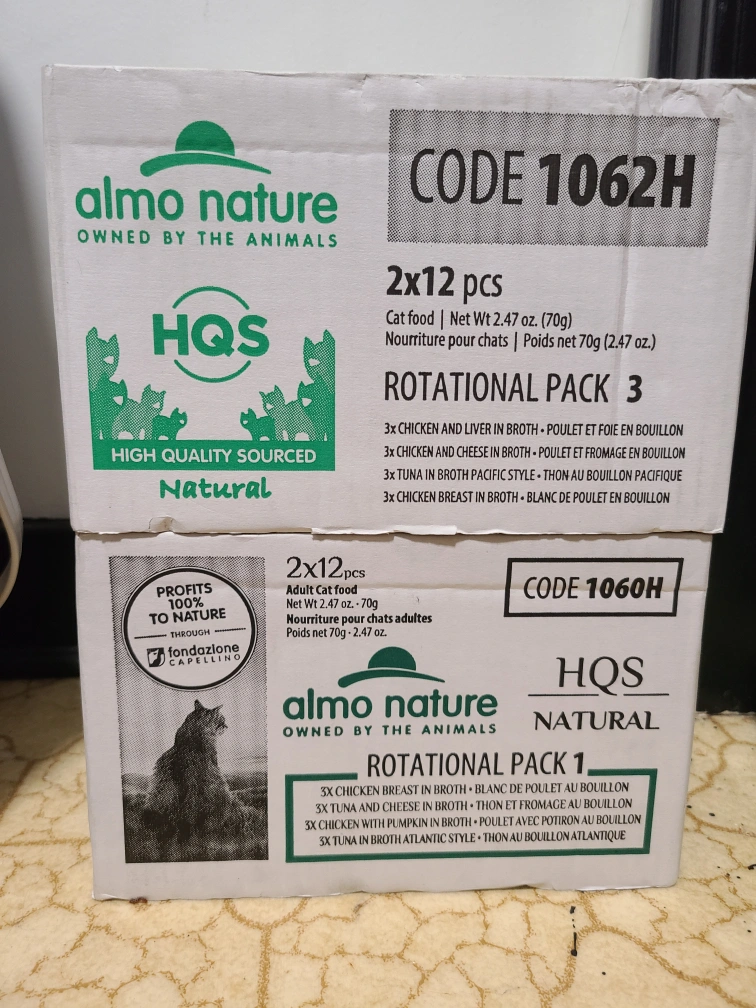 almo nature
OWNED BY THE ANIMALS
HQS
HIGH QUALITY SOURCED
Natural
CODE 1062H
2x12 pcs
Cat food | Net Wt 2.47 oz. (70g)
Nourriture pour chats | Poids net 70g (2.47 oz.)
ROTATIONAL PACK 3
3x CHICKEN AND LIVER IN BROTH • POULET ET FOIE EN BOUILLON
3x CHICKEN AND CHEESE IN BROTH • POULET ET FROMAGE EN BOUILLON
3x TUNA IN BROTH PACIFIC STYLE • THON AU BOUILLON PACIFIQUE
3x CHICKEN BREAST IN BROTH • BLANC DE POULET EN BOUILLON
PROFITS
100%
TO NATURE
THROUGH
fondazione
CAPELLINO
2x12pcs
Adult Cat food
Net Wt 2.47 oz. - 70g
Nourriture pour chats adultes
Poids net 70g - 2.47 oz.
CODE 1060H
almo nature
OWNED BY THE ANIMALS
HQS
NATURAL
ROTATIONAL PACK 1
3X CHICKEN BREAST IN BROTH • BLANC DE POULET AU BOUILLON
3X TUNA AND CHEESE IN BROTH • THON ET FROMAGE AU BOUILLON
3X CHICKEN WITH PUMPKIN IN BROTH • POULET AVEC POTIRON AU BOUILLON
3X TUNA IN BROTH ATLANTIC STYLE • THON AU BOUILLON ATLANTIQUE